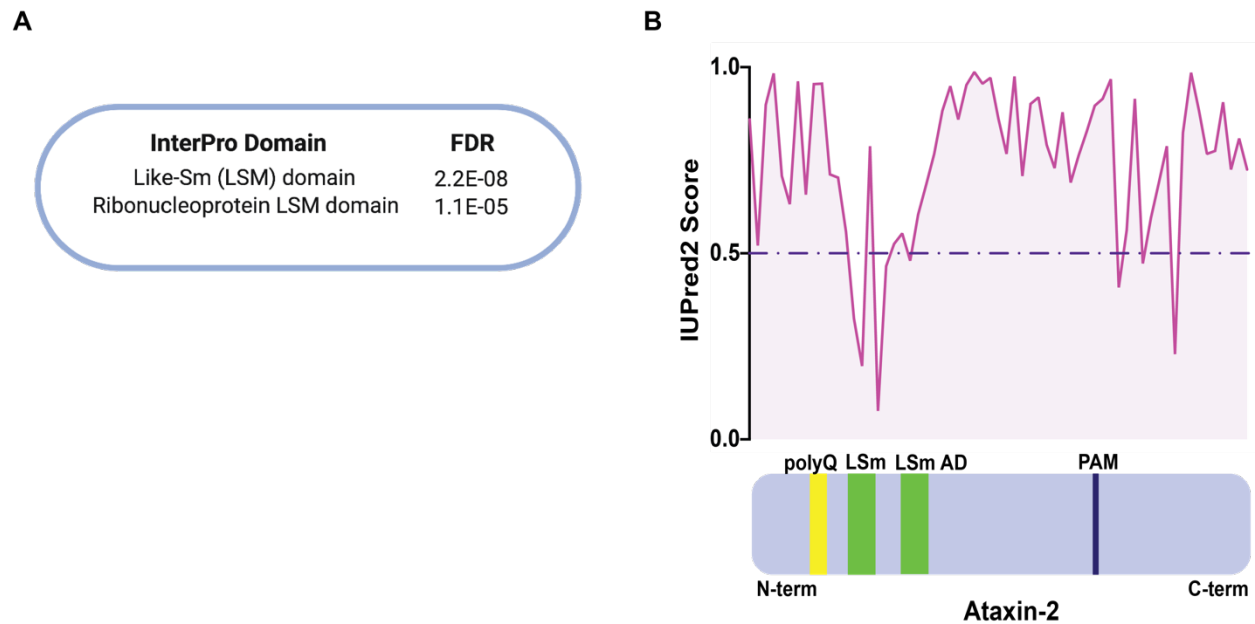 A
InterPro Domain FDR
Like-Sm (LSM) domain 2.2E-08
Ribonucleoprotein LSM domain 1.1E-05
B
1.0
0.5
0.0
IUPred2 Score
polyQ LSm LSm AD PAM
N-term C-term
Ataxin-2